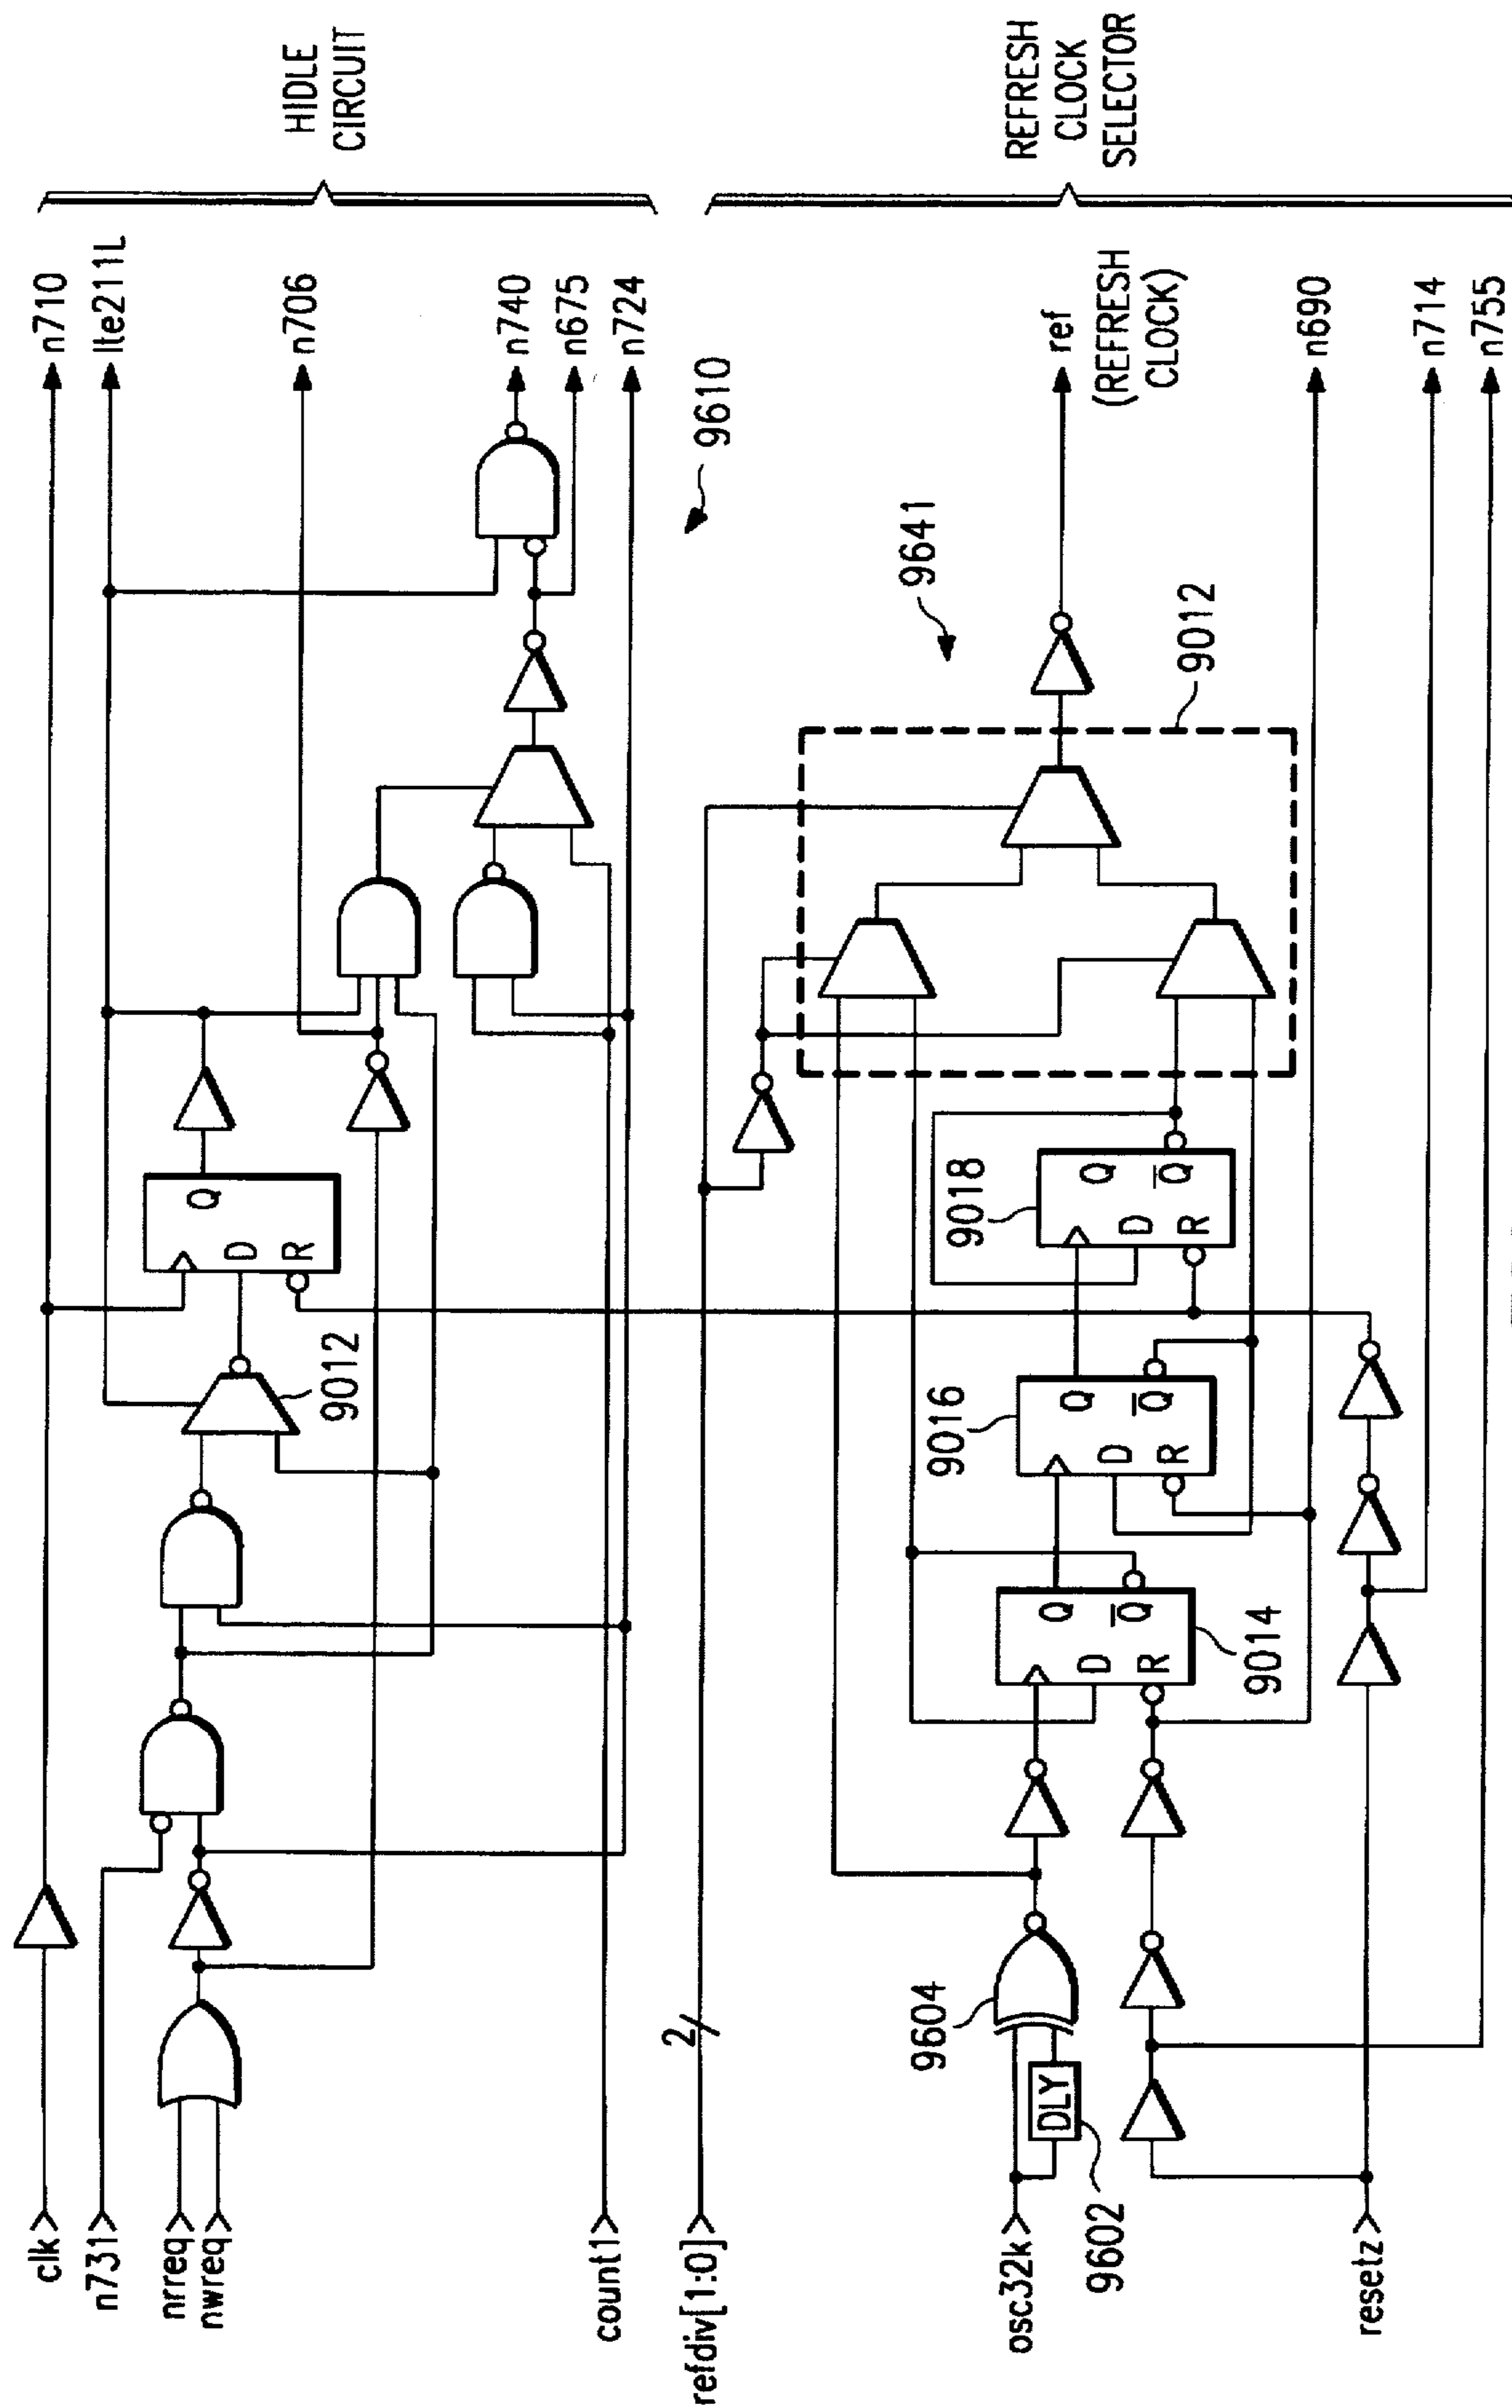 clk
n731
nrreq
nwreq
count1
refdiv[1:0]
2
osc32k
resetz
9602
DLY
9604
9012
Q
D
R
D
R
Q
Q
9014
D
R
Q
Q
9016
D
R
Q
Q
9018
9012
9641
9610
n710
lte211L
n706
n740
n675
n724
ref
(REFRESH
CLOCK)
n690
n714
n755
HIDLE
CIRCUIT
REFRESH
CLOCK
SELECTOR